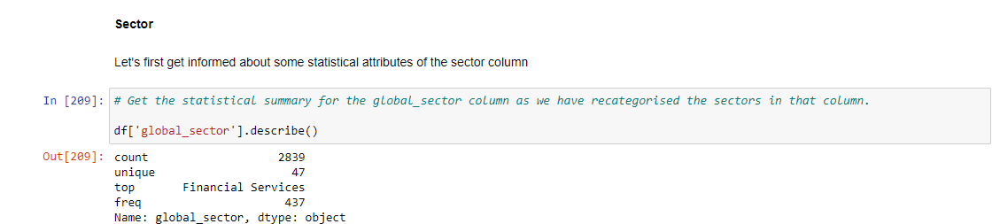 Sector
Let's first get informed about some statistical attributes of the sector column
In [209]: # Get the statistical summary for the global_sector column as we have recategorised the sectors in that column.
df['global_sector'].describe()
Out[209]: count 2839
unique 47
top Financial Services
freq 437
Name: global_sector, dtype: object